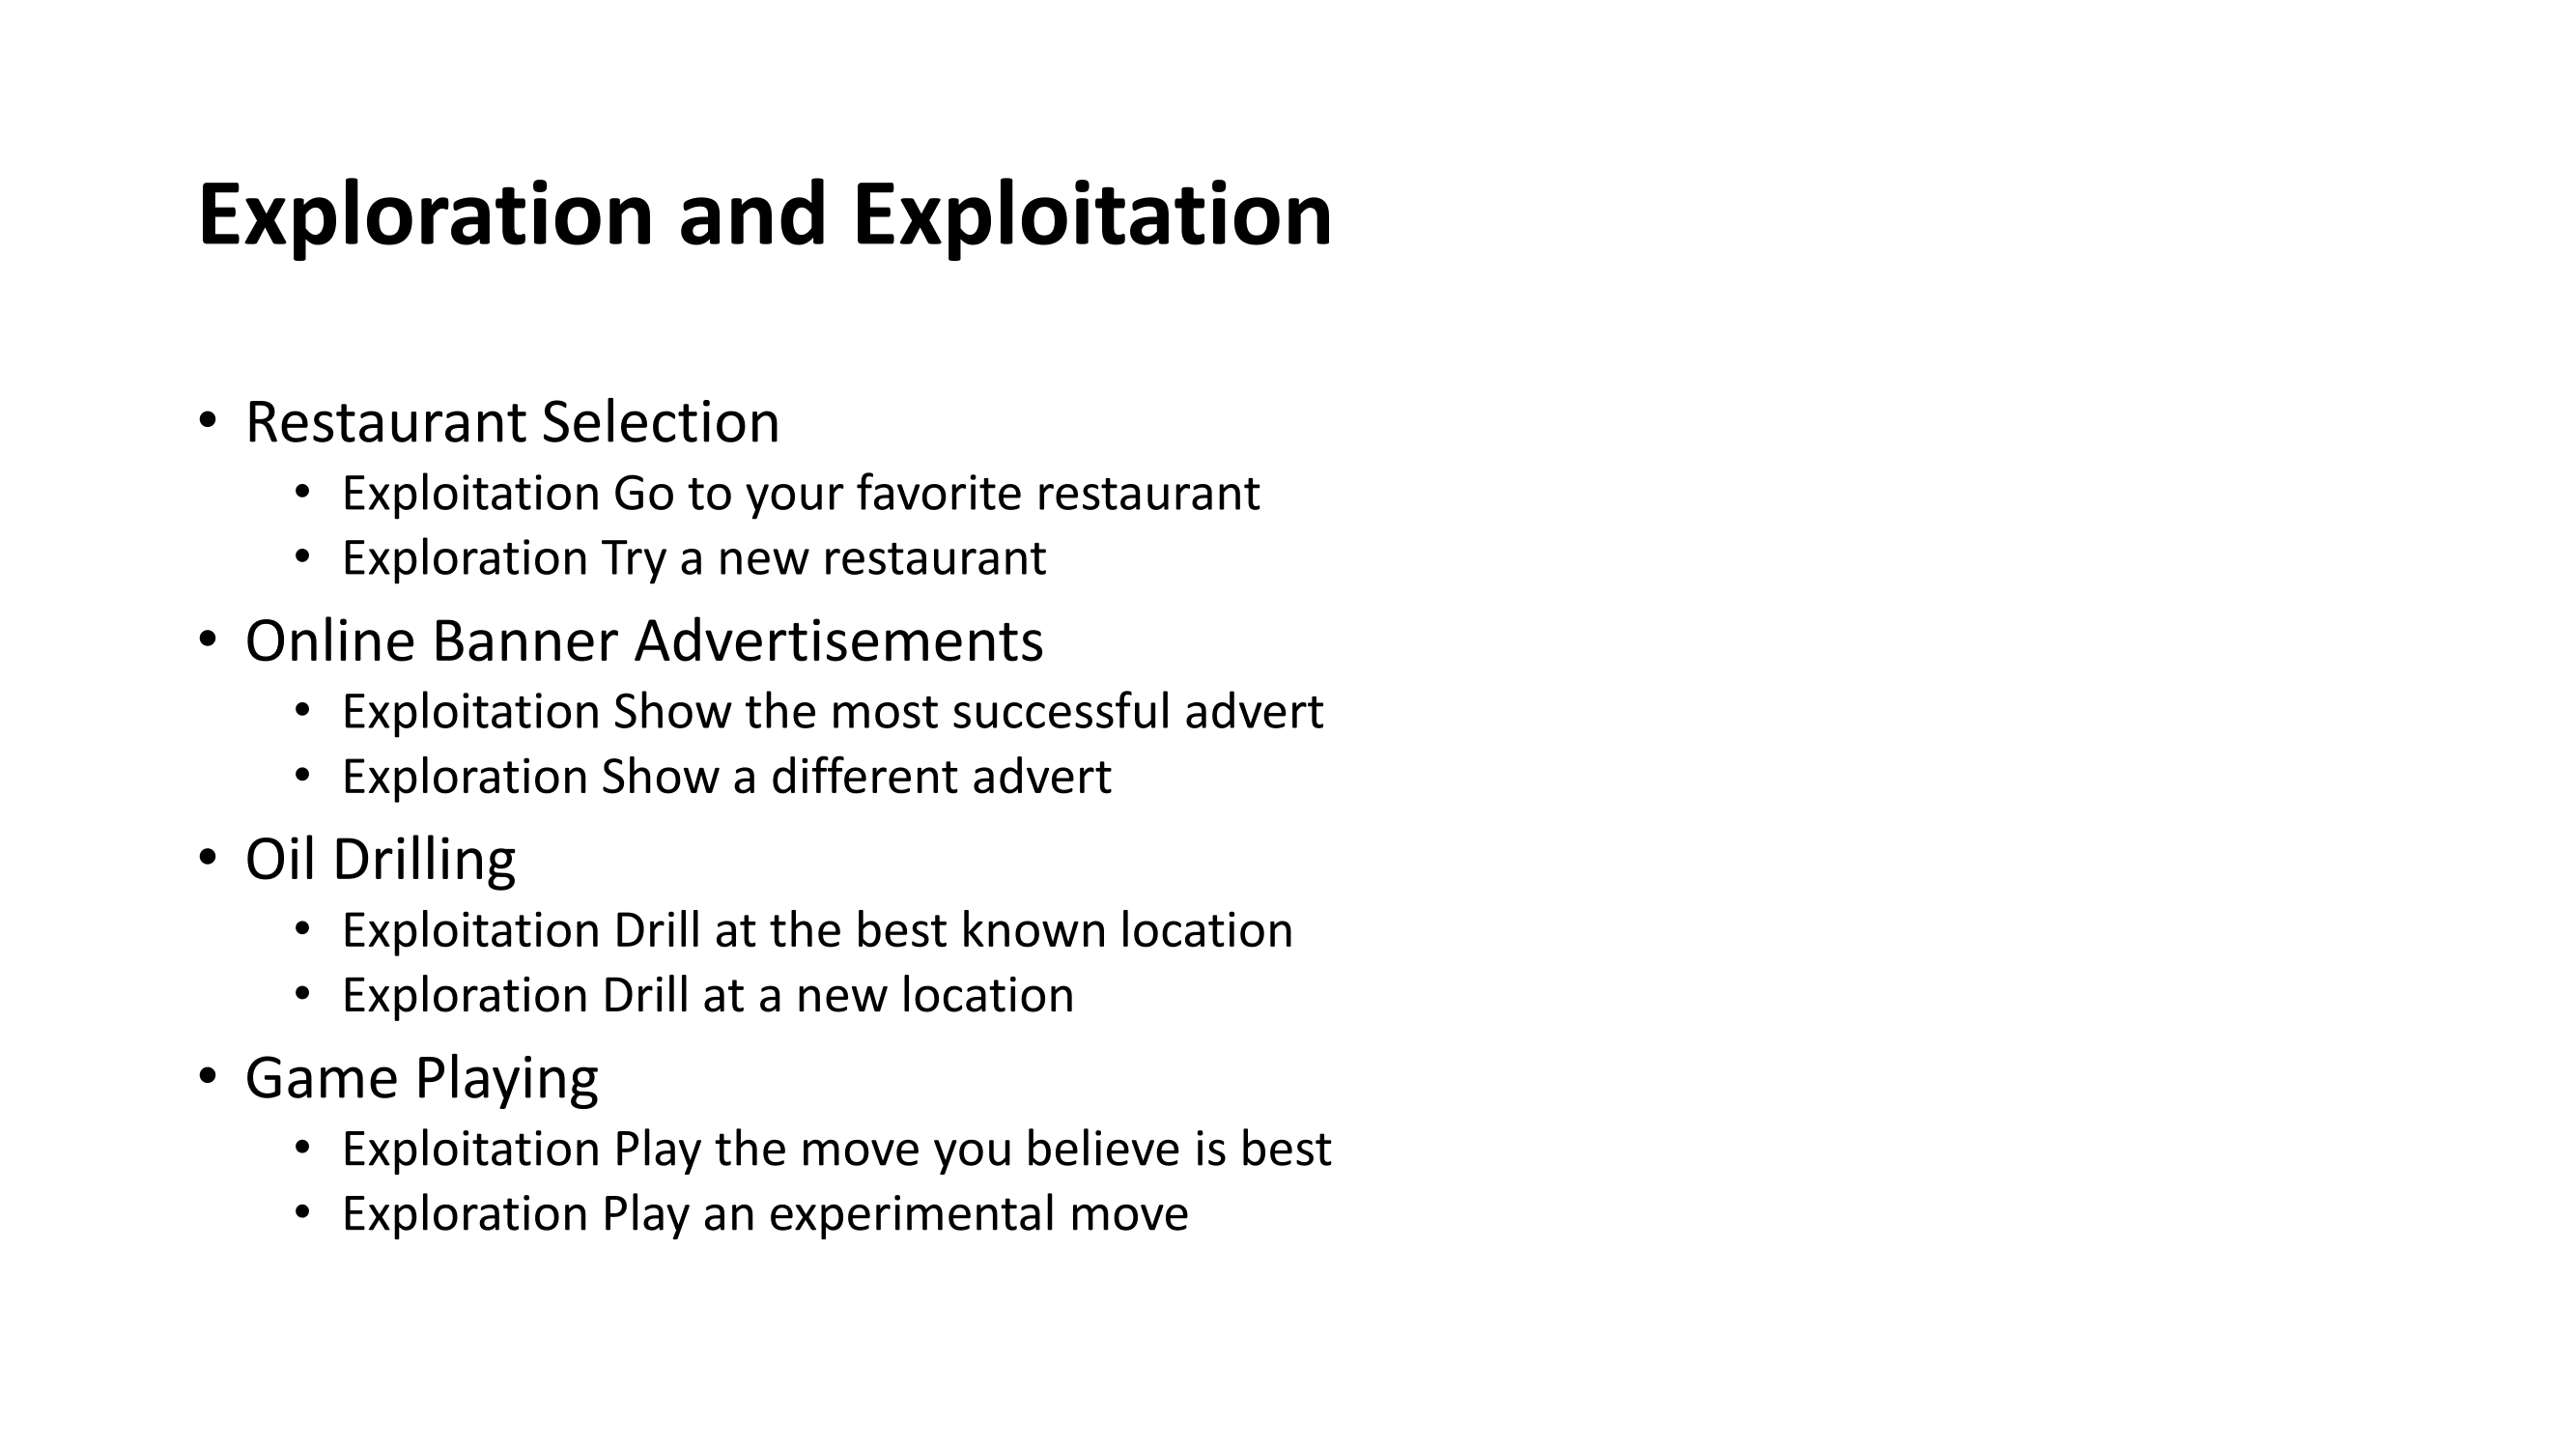 Exploration and Exploitation
• Restaurant Selection
• Exploitation Go to your favorite restaurant
• Exploration Try a new restaurant
• Online Banner Advertisements
• Exploitation Show the most successful advert
• Exploration Show a different advert
• Oil Drilling
• Exploitation Drill at the best known location
• Exploration Drill at a new location
• Game Playing
• Exploitation Play the move you believe is best
• Exploration Play an experimental move